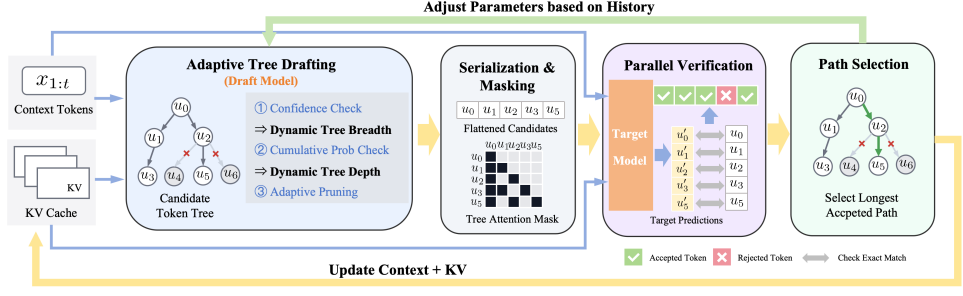 Adjust Parameters based on History
x1:t
Context Tokens
KV
KV Cache
Adaptive Tree Drafting
(Draft Model)
u0
u1
u2
u3
u4
u5
u6
Candidate
Token Tree
① Confidence Check
⇒ Dynamic Tree Breadth
② Cumulative Prob Check
⇒ Dynamic Tree Depth
③ Adaptive Pruning
Serialization &
Masking
u0 u1 u2 u3 u5
Flattened Candidates
u0 u1 u2 u3 u5
u0
u1
u2
u3
u5
Tree Attention Mask
Parallel Verification
Target
Model
u′0 u0
u′1 u1
u′2 u2
u′3 u3
u′5 u5
Target Predictions
Path Selection
u0
u1
u2
u3
u4
u5
u6
Select Longest
Accpeted Path
Accepted Token
Rejected Token
Check Exact Match
Update Context + KV